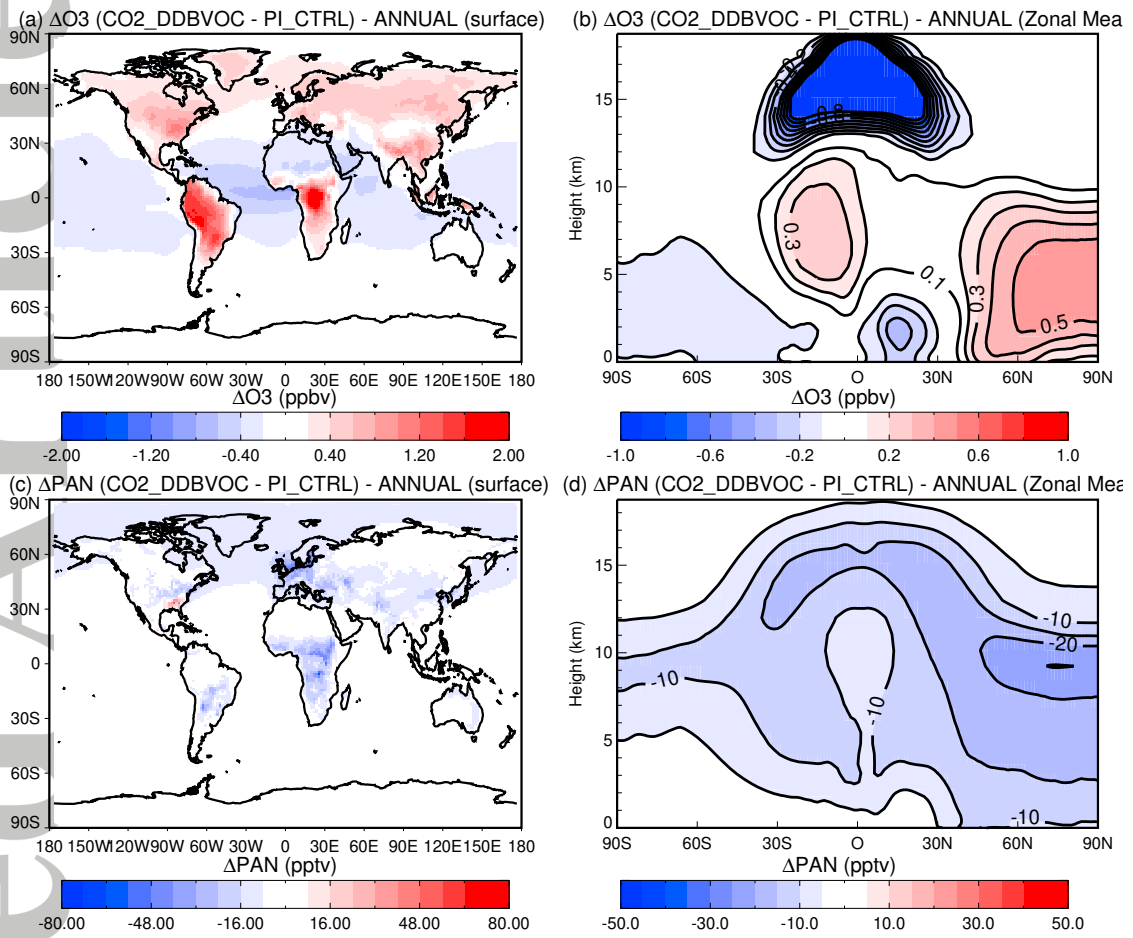 (a) ΔO3 (CO2_DDBVOC - PI_CTRL) - ANNUAL (surface)
90N
60N
30N
0
30S
60S
90S
180 150W120W90W 60W 30W 0 30E 60E 90E 120E150E 180
ΔO3 (ppbv)
-2.00 -1.20 -0.40 0.40 1.20 2.00
(b) ΔO3 (CO2_DDBVOC - PI_CTRL) - ANNUAL (Zonal Mea
Height (km)
15
10
5
0
0.3
0.1
0.3
0.5
90S 60S 30S O 30N 60N 90N
ΔO3 (ppbv)
-1.0 -0.6 -0.2 0.2 0.6 1.0
(c) ΔPAN (CO2_DDBVOC - PI_CTRL) - ANNUAL (surface)
90N
60N
30N
0
30S
60S
90S
180 150W120W90W 60W 30W 0 30E 60E 90E 120E150E 180
ΔPAN (pptv)
-80.00 -48.00 -16.00 16.00 48.00 80.00
(d) ΔPAN (CO2_DDBVOC - PI_CTRL) - ANNUAL (Zonal Mea
Height (km)
15
10
5
0
-10
-20
-10
-10
-10
90S 60S 30S O 30N 60N 90N
ΔPAN (pptv)
-50.0 -30.0 -10.0 10.0 30.0 50.0